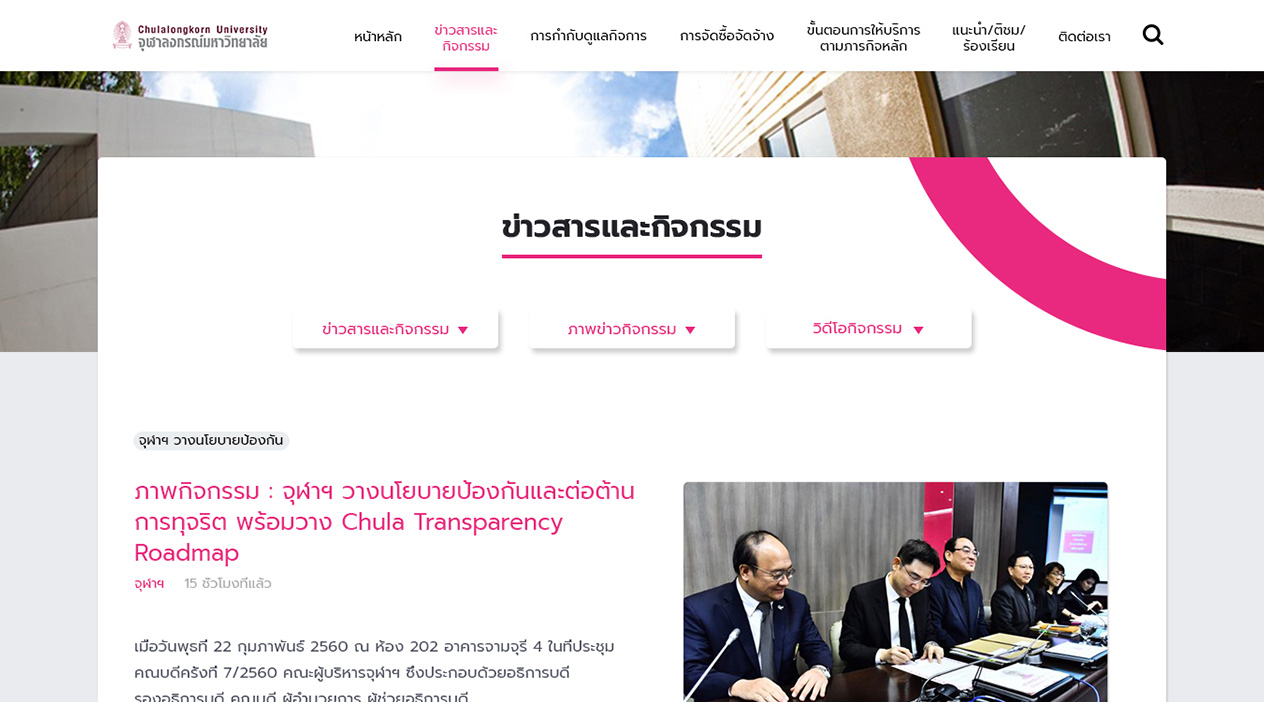 Chulalongkorn University
จุฬาลงกรณ์มหาวิทยาลัย
หน้าหลัก
ข่าวสารและ
กิจกรรม
การกำกับดูแลกิจการ
การจัดซื้อจัดจ้าง
ขั้นตอนการให้บริการ
ตามภารกิจหลัก
แนะนำ/ติชม/
ร้องเรียน
ติดต่อเรา
ข่าวสารและกิจกรรม
ข่าวสารและกิจกรรม
ภาพข่าวกิจกรรม
วิดีโอกิจกรรม
จุฬาฯ วางนโยบายป้องกัน
ภาพกิจกรรม : จุฬาฯ วางนโยบายป้องกันและต่อต้าน
การทุจริต พร้อมวาง Chula Transparency
Roadmap
จุฬาฯ 15 ชั่วโมงที่แล้ว
เมื่อวันพุธที่ 22 กุมภาพันธ์ 2560 ณ ห้อง 202 อาคารจามจุรี 4 ในที่ประชุม
คณบดีครั้งที่ 7/2560 คณะผู้บริหารจุฬาฯ ซึ่งประกอบด้วยอธิการบดี
รองอธิการบดี คณบดี ผู้อำนวยการ ผู้ช่วยอธิการบดี